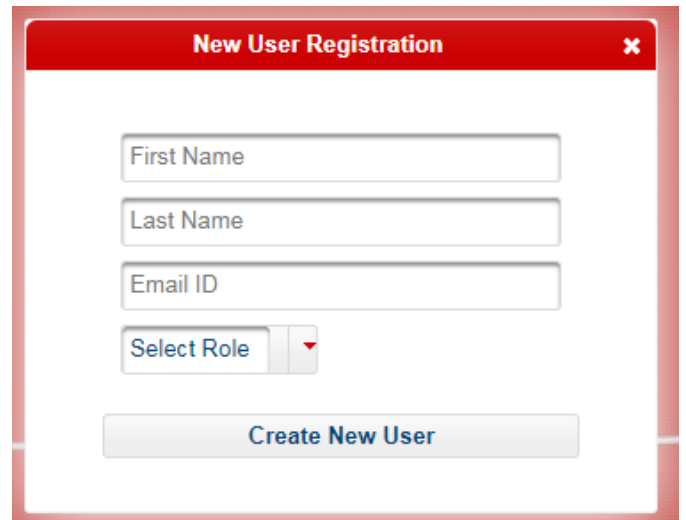 New User Registration
First Name
Last Name
Email ID
Select Role
Create New User